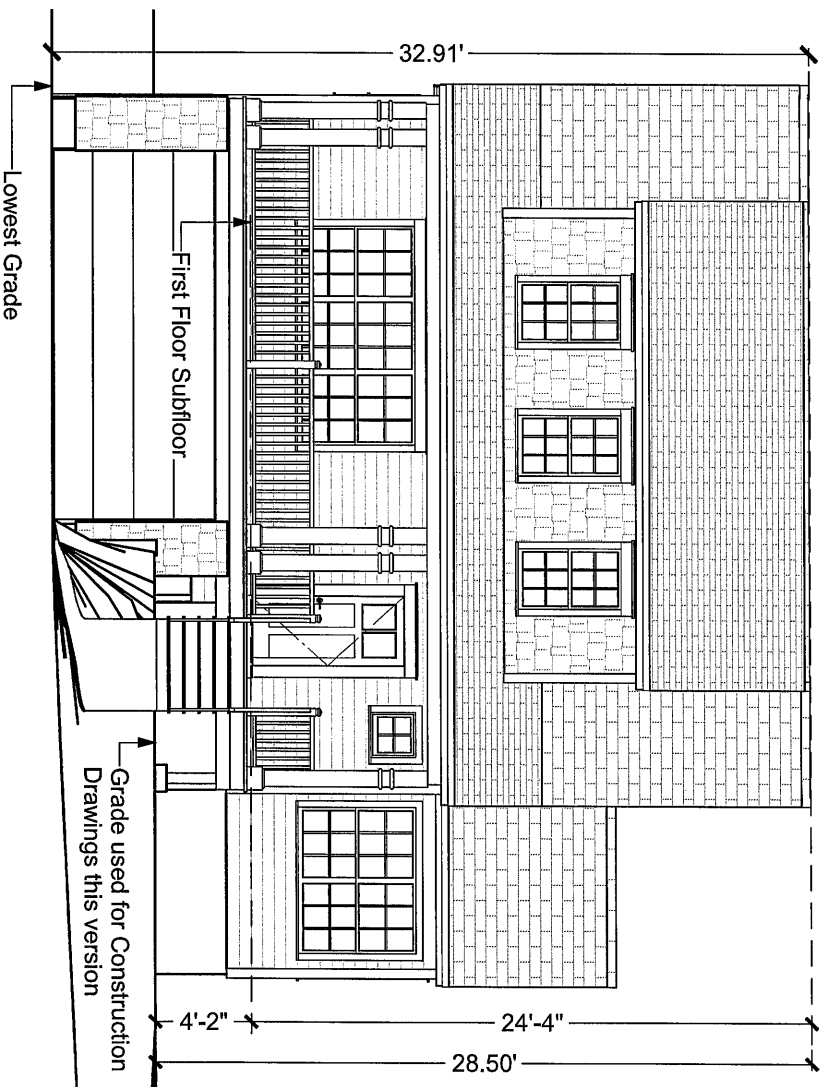 32.91'
Lowest Grade
First Floor Subfloor
Grade used for Construction
Drawings this version
4'-2"
24'-4"
28.50'